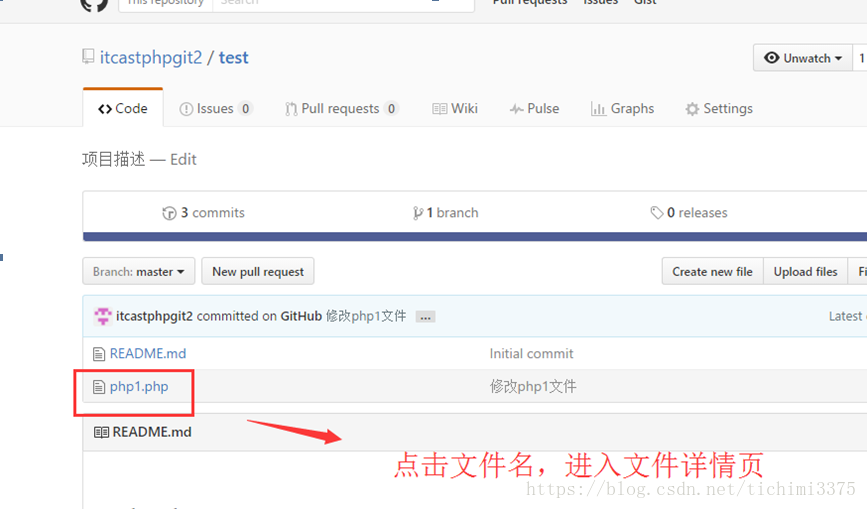 This repository Search Pull requests Issues Gist
itcastphpgit2 / test Unwatch 1
Code Issues 0 Pull requests 0 Wiki Pulse Graphs Settings
项目描述 — Edit
3 commits 1 branch 0 releases
Branch: master New pull request Create new file Upload files Fi
itcastphpgit2 committed on GitHub 修改php1文件 ... Latest
README.md Initial commit
php1.php 修改php1文件
README.md
点击文件名，进入文件详情页
https://blog.csdn.net/tichimi3375